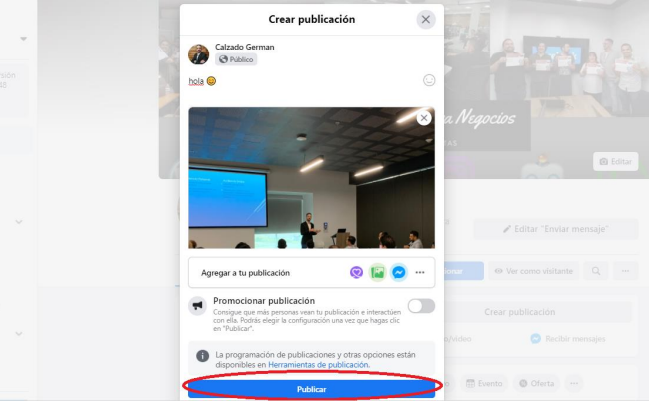 Crear publicación
Calzado German
Público
hola
a Negocios
Editar
Agregar a tu publicación
Promocionar publicación
Consigue que más personas vean tu publicación e interactúen
con ella. Podrás elegir la configuración una vez que hagas clic
en "Publicar".
La programación de publicaciones y otras opciones están
disponibles en Herramientas de publicación.
Publicar
Editar "Enviar mensaje"
Ver como visitante
Crear publicación
Recibir mensajes
Evento
Oferta